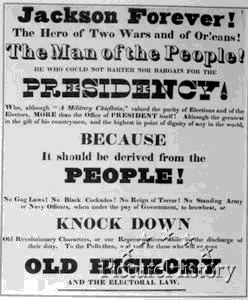 Jackson Forever!
The Hero of Two Wars and of Orleans!
The Man of the People!
HE WHO COULD NOT BARTER NOR BARGAIN FOR THE
PRESIDENCY!
Who, although "A Military Chieftain," valued the purity of Elections and of the
Electors, MORE than the Office of PRESIDENT itself! Although the greatest
in the gift of his countrymen, and the highest in point of dignity of any in the world,
BECAUSE
It should be derived from the
PEOPLE!
No Gag Laws! No Black Cockades! No Reign of Terror! No Standing Army
or Navy Officers, when under the pay of Government, to browbeat, or
KNOCK DOWN
Old Revolutionary Characters, or our Representatives while in the discharge of
their duty. To the Polls then, and vote for those who will support
OLD HICKORY
AND THE ELECTORAL LAW.